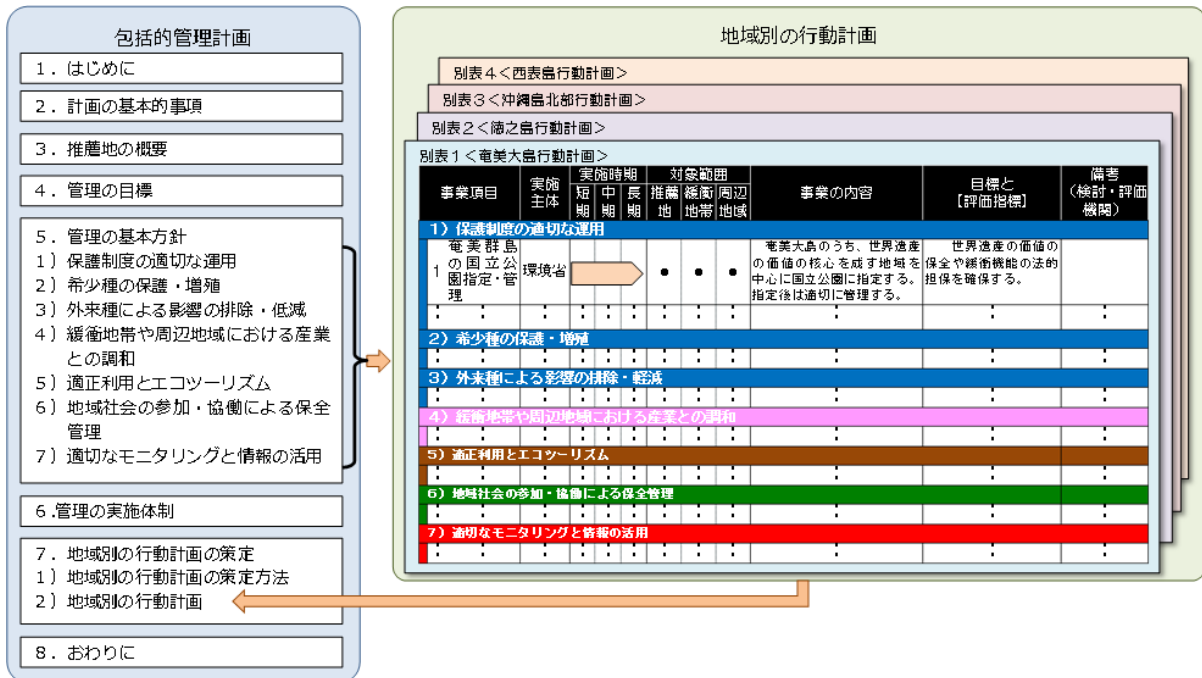 包括的管理計画
1．はじめに
2．計画の基本的事項
3．推薦地の概要
4．管理の目標
5．管理の基本方針
1）保護制度の適切な運用
2）希少種の保護・増殖
3）外来種による影響の排除・低減
4）緩衝地帯や周辺地域における産業
との調和
5）適正利用とエコツーリズム
6）地域社会の参加・協働による保全
管理
7）適切なモニタリングと情報の活用
6.管理の実施体制
7．地域別の行動計画の策定
1）地域別の行動計画の策定方法
2）地域別の行動計画
8．おわりに
地域別の行動計画
別表4＜西表島行動計画＞
別表3＜沖縄島北部行動計画＞
別表2＜徳之島行動計画＞
別表1＜奄美大島行動計画＞
事業項目
実施
主体
実施時期
短
期
中
期
長
期
対象範囲
推薦
地
緩衝
地帯
周辺
地域
事業の内容
目標と
【評価指標】
備考
（検討・評価
機関）
1）保護制度の適切な運用
1
奄美群島
の国立公
園指定・管
理
環境省
● ● ●
奄美大島のうち、世界遺産
の価値の核心を成す地域を
中心に国立公園に指定する。
指定後は適切に管理する。
世界遺産の価値の
保全や緩衝機能の法的
担保を確保する。
2）希少種の保護・増殖
3）外来種による影響の排除・軽減
4）緩衝地帯や周辺地域における産業との調和
5）適正利用とエコツーリズム
6）地域社会の参加・協働による保全管理
7）適切なモニタリングと情報の活用